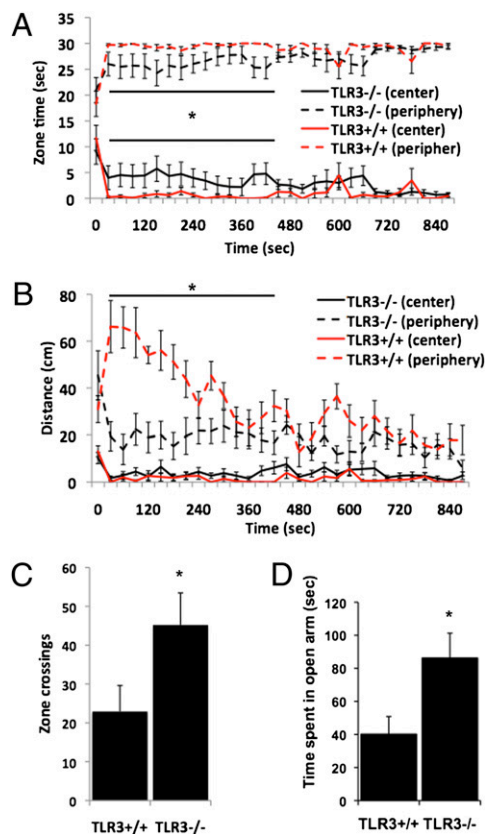 A
Zone time (sec)
35
30
25
20
15
10
5
0
*
TLR3-/- (center)
TLR3-/- (periphery)
TLR3+/+ (center)
TLR3+/+ (peripher)
0 120 240 360 480 600 720 840
Time (sec)
B
Distance (cm)
80
60
40
20
0
*
TLR3-/- (center)
TLR3-/- (periphery)
TLR3+/+ (center)
TLR3+/+ (periphery)
0 120 240 360 480 600 720 840
Time (sec)
C
Zone crossings
60
50
40
30
20
10
0
*
TLR3+/+ TLR3-/-
D
Time spent in open arm (sec)
120
100
80
60
40
20
0
*
TLR3+/+ TLR3-/-